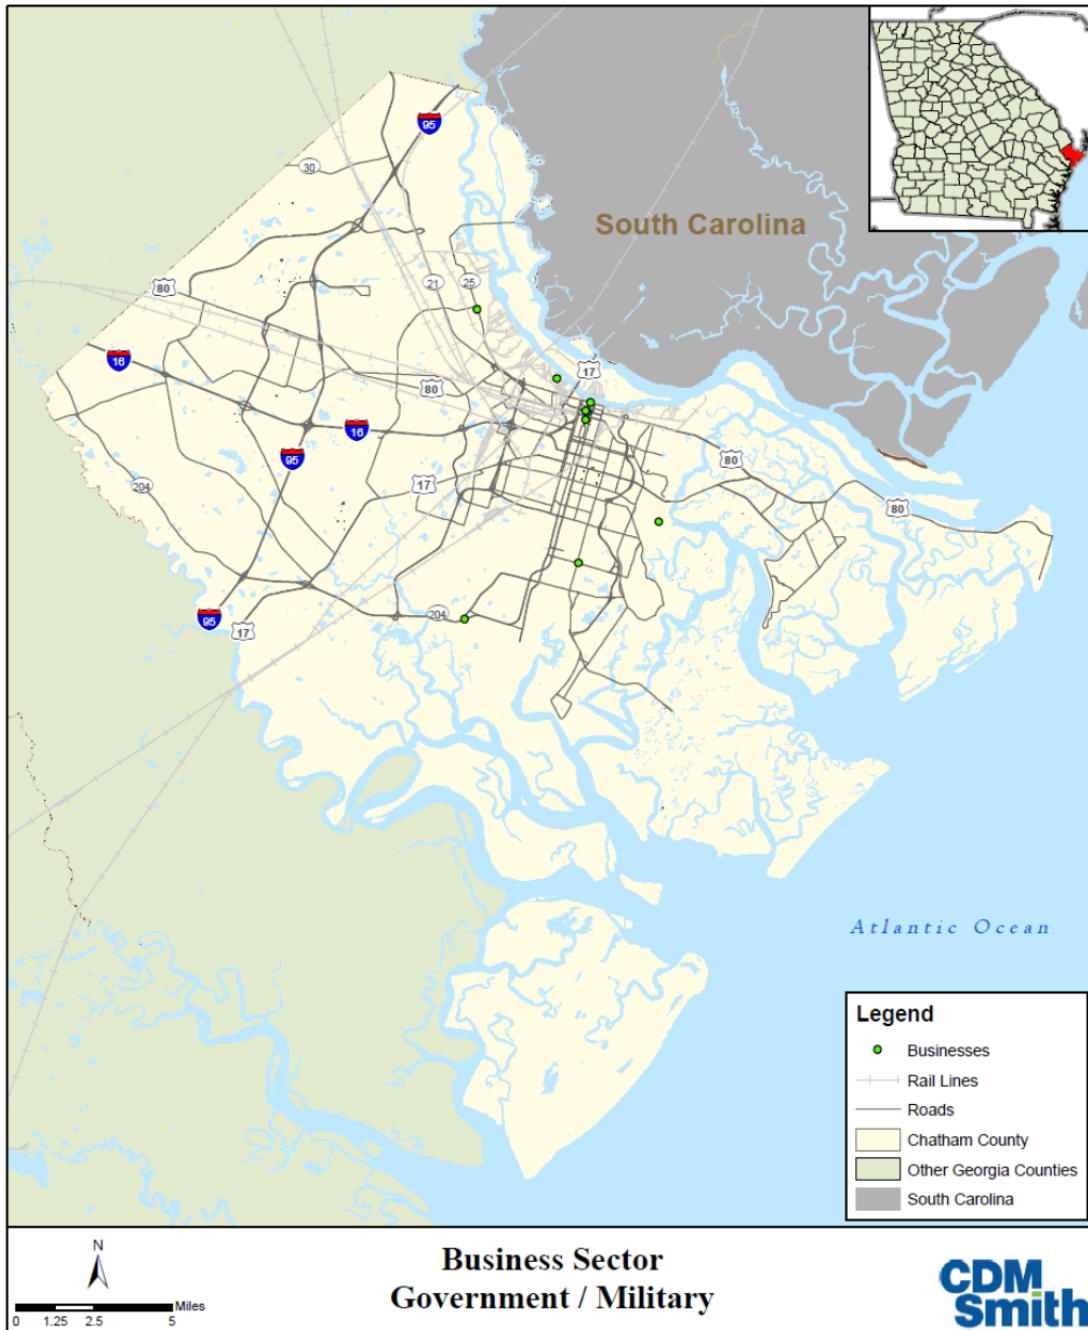 95
30
South Carolina
80
21
25
17
16
80
16
95
17
204
80
80
204
95
17
Atlantic Ocean
Legend
Businesses
Rail Lines
Roads
Chatham County
Other Georgia Counties
South Carolina
N
Miles
0 1.25 2.5 5
Business Sector
Government / Military
CDM
Smith